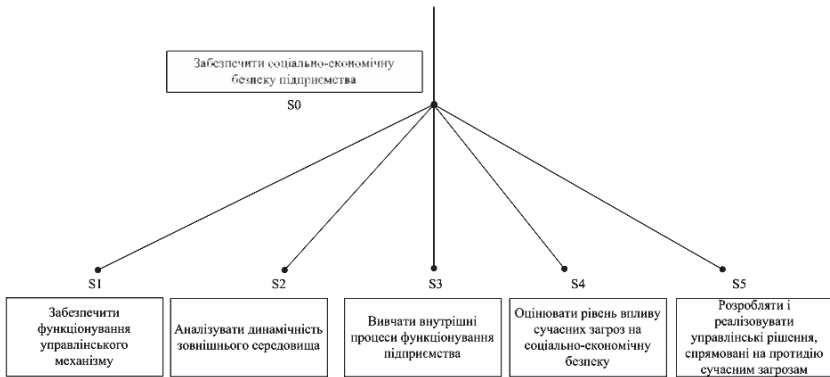 Забезпечити соціально-економічну
безпеку підприємства
S0
S1
S2
S3
S4
S5
Забезпечити
функціонування
управлінського
механізму
Аналізувати динамічність
зовнішнього середовища
Вивчати внутрішні
процеси функціонування
підприємства
Оцінювати рівень впливу
сучасних загроз на
соціально-економічну
безпеку
Розробляти і
реалізовувати
управлінські рішення,
спрямовані на протидію
сучасним загрозам